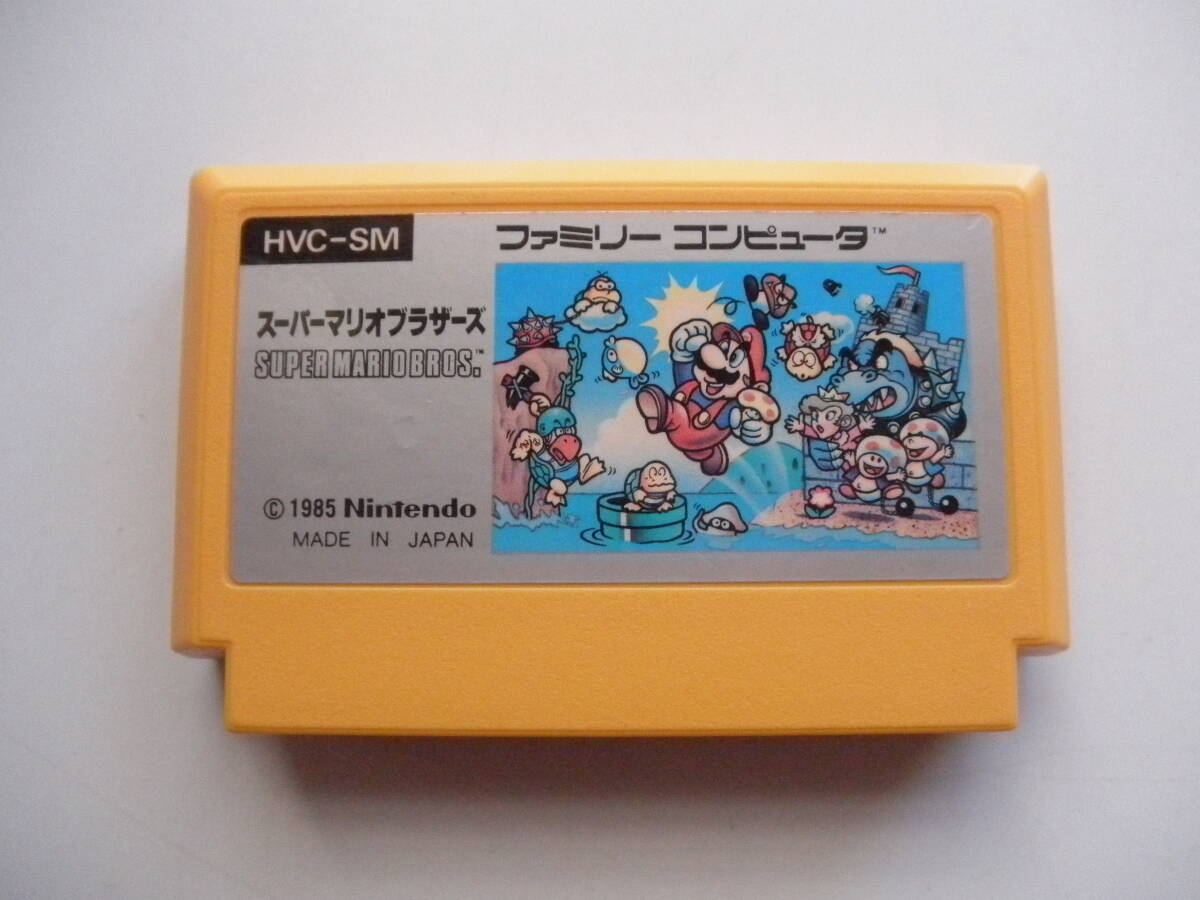 HVC-SM
ファミリー コンピュータ™
スーパーマリオブラザーズ
SUPER MARIO BROS.™
© 1985 Nintendo
MADE IN JAPAN